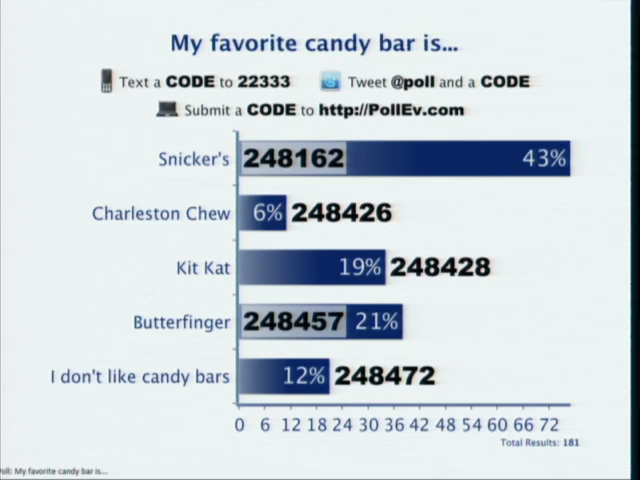 My favorite candy bar is...
Text a CODE to 22333 Tweet @poll and a CODE
Submit a CODE to http://PollEv.com
Snicker's 248162 43%
Charleston Chew 6% 248426
Kit Kat 19% 248428
Butterfinger 248457 21%
I don't like candy bars 12% 248472
0 6 12 18 24 30 36 42 48 54 60 66 72
Total Results: 181
Poll: My favorite candy bar is...